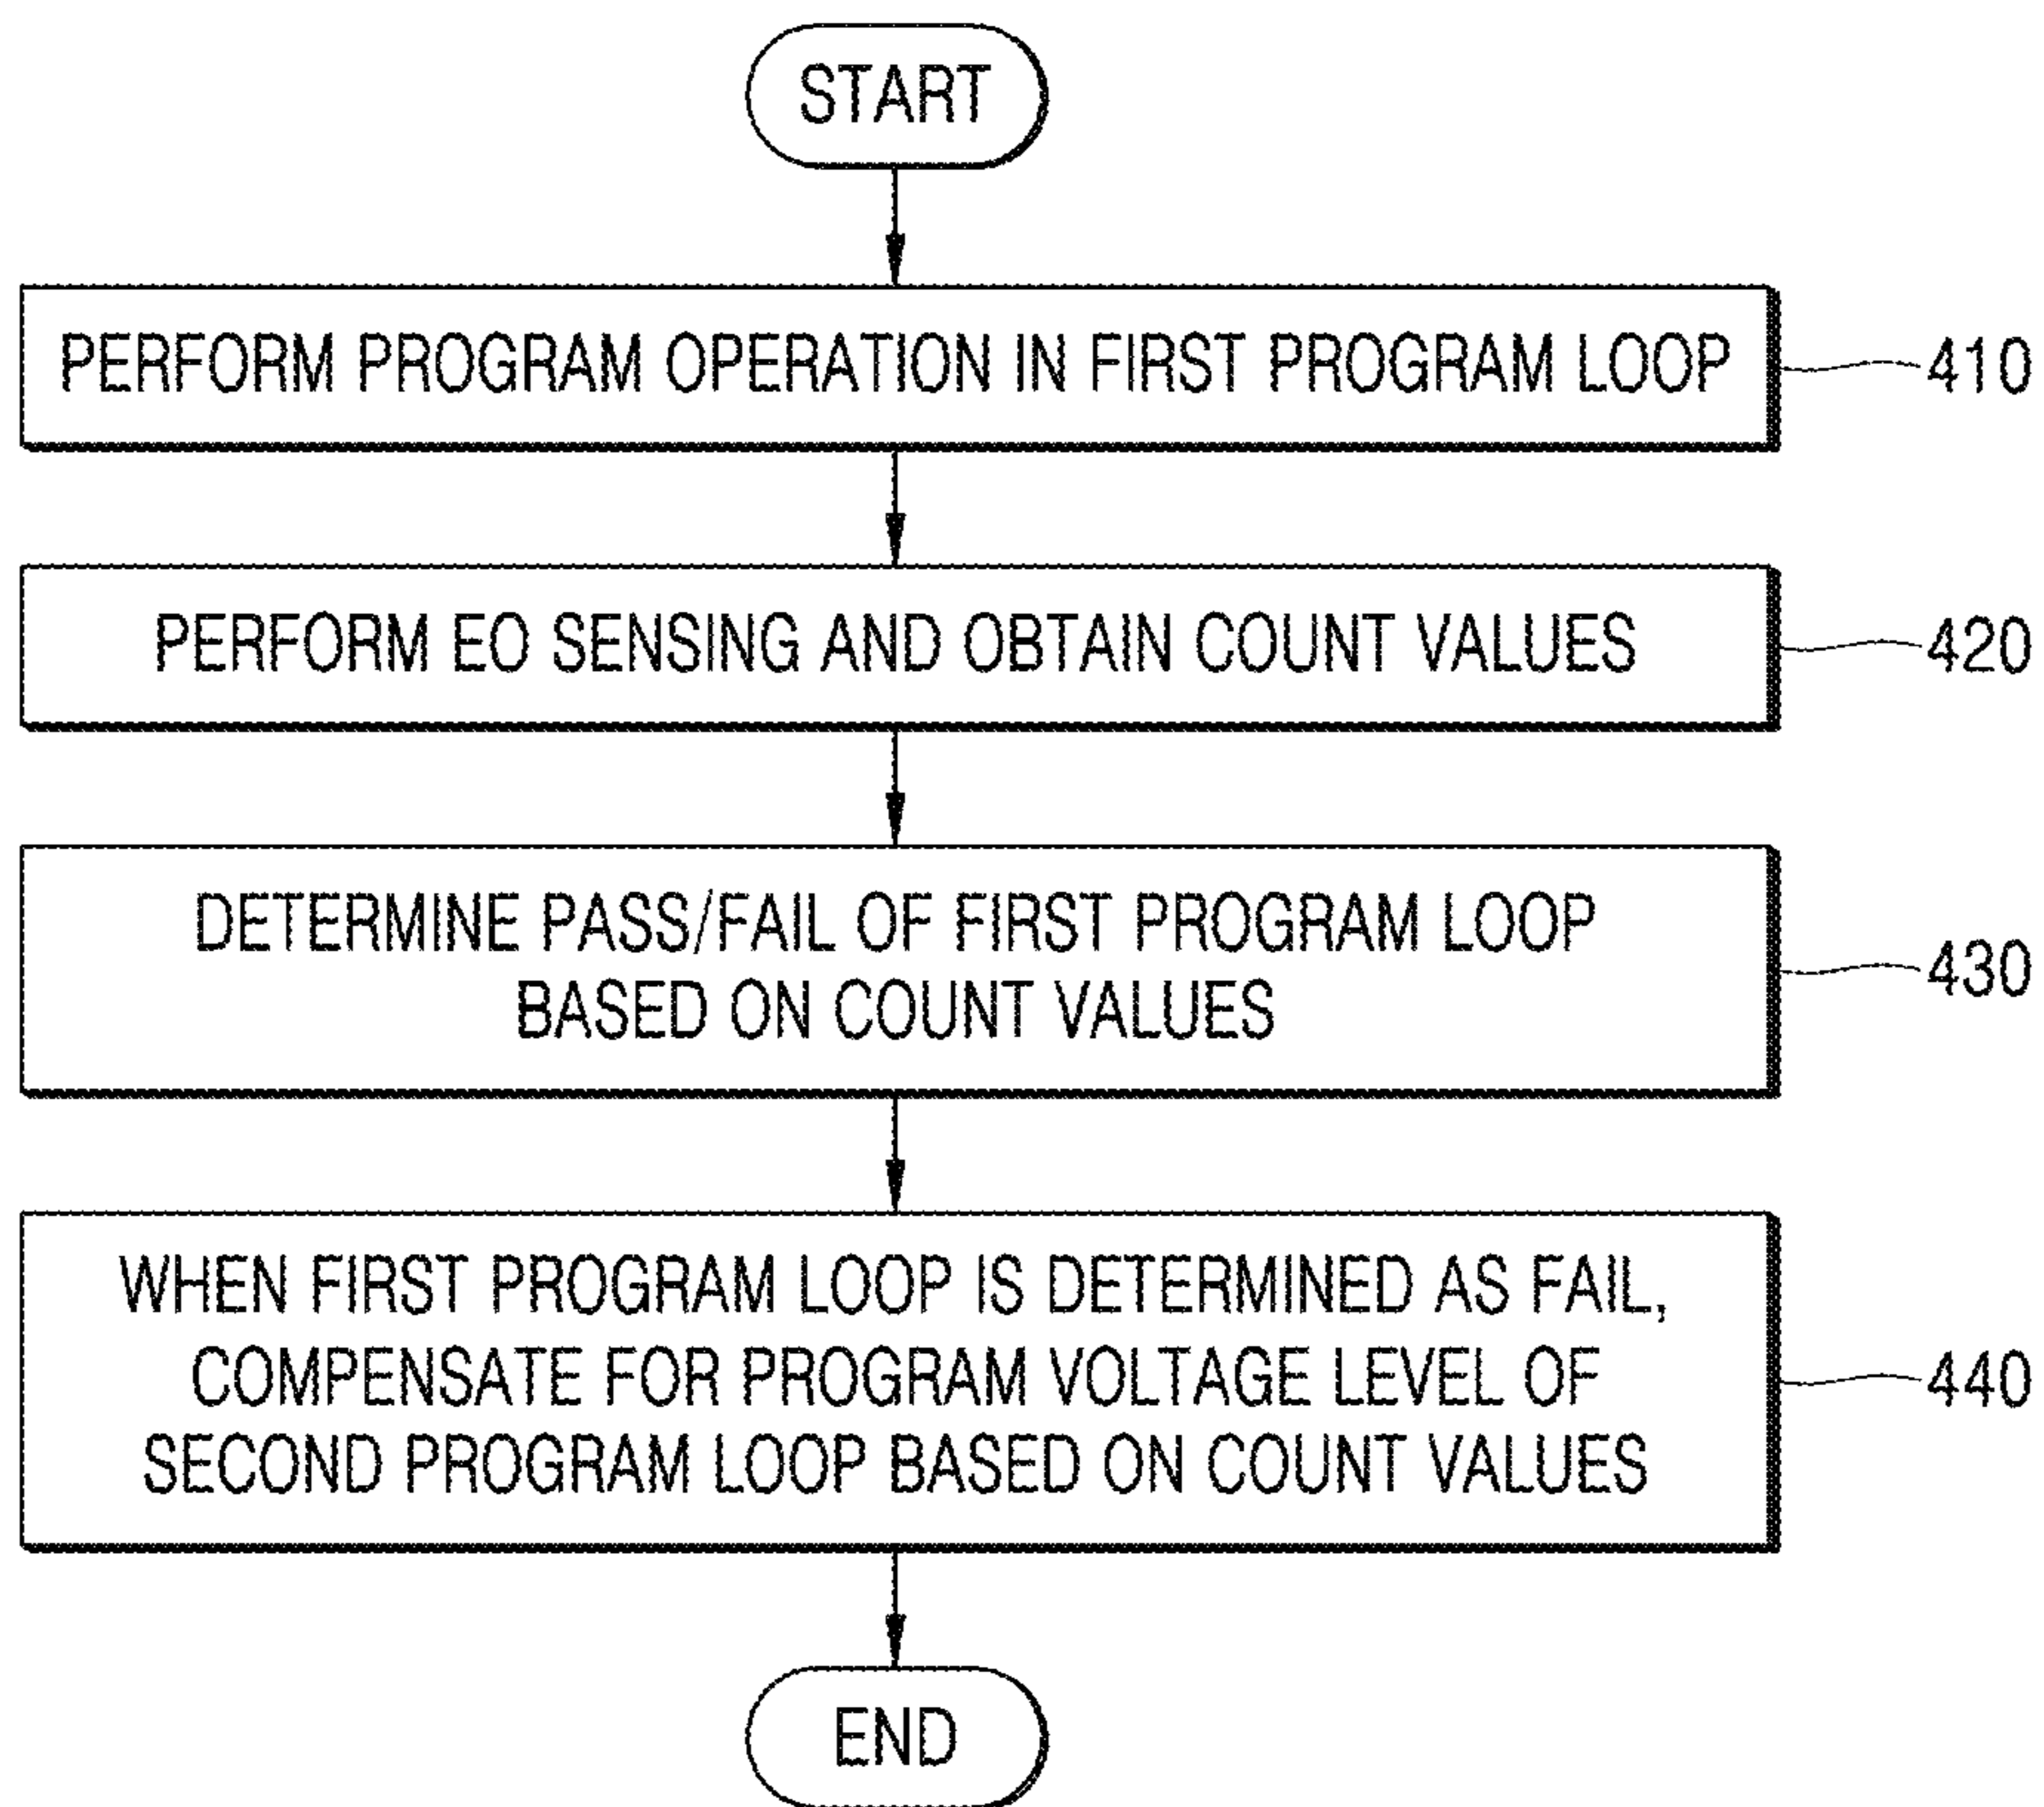 START
PERFORM PROGRAM OPERATION IN FIRST PROGRAM LOOP
410
PERFORM EO SENSING AND OBTAIN COUNT VALUES
420
DETERMINE PASS/FAIL OF FIRST PROGRAM LOOP
BASED ON COUNT VALUES
430
WHEN FIRST PROGRAM LOOP IS DETERMINED AS FAIL,
COMPENSATE FOR PROGRAM VOLTAGE LEVEL OF
SECOND PROGRAM LOOP BASED ON COUNT VALUES
440
END